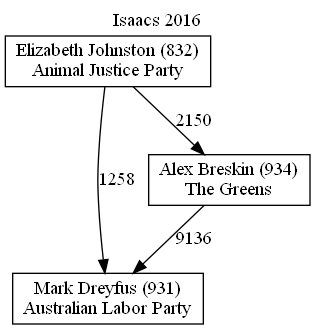 Isaacs 2016
Elizabeth Johnston (832)
Animal Justice Party
2150
Alex Breskin (934)
The Greens
1258
9136
Mark Dreyfus (931)
Australian Labor Party